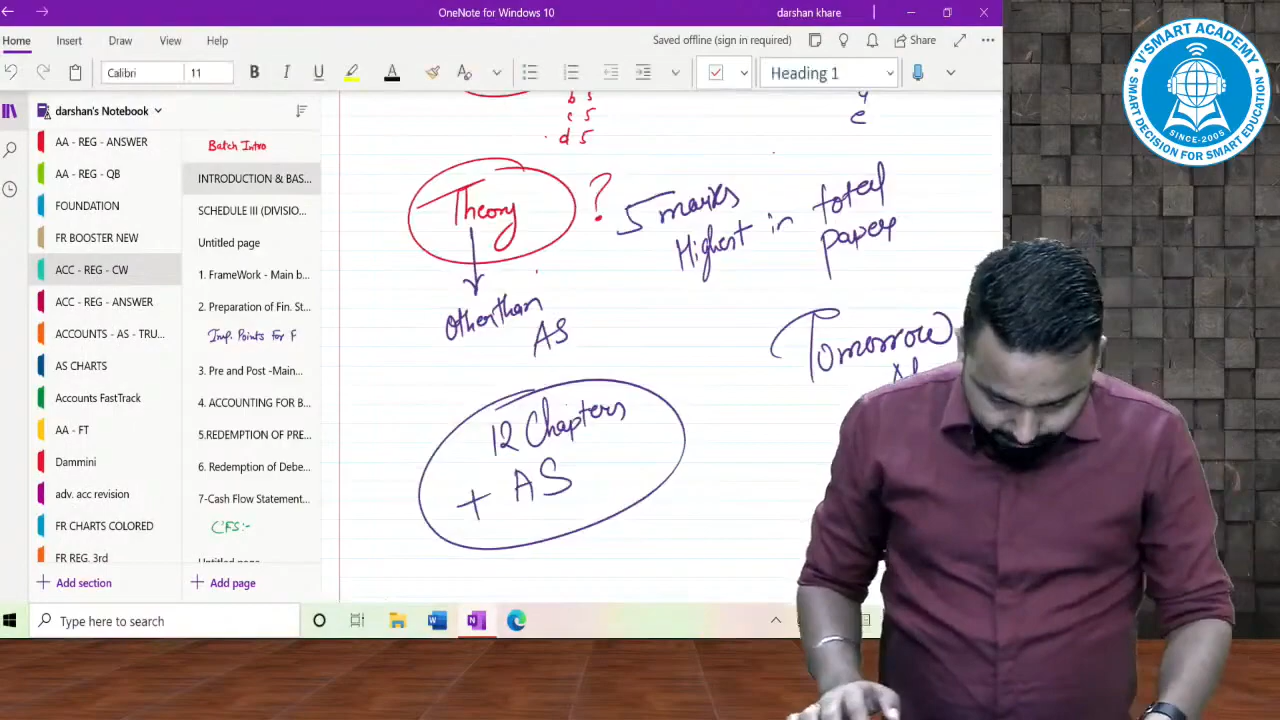 OneNote for Windows 10
darshan khare
Home
Insert
Draw
View
Help
Saved offline (sign in required)
Share
Calibri
11
B
I
U
A
Heading 1
darshan's Notebook
AA - REG - ANSWER
AA - REG - QB
FOUNDATION
FR BOOSTER NEW
ACC - REG - CW
ACC - REG - ANSWER
ACCOUNTS - AS - TRU...
AS CHARTS
Accounts FastTrack
AA - FT
Dammini
adv. acc revision
FR CHARTS COLORED
FR REG. 3rd
Add section
Batch Intro
INTRODUCTION & BAS...
SCHEDULE III (DIVISIO...
Untitled page
1. FrameWork - Main b...
2. Preparation of Fin. St...
Imp. Points for F
3. Pre and Post -Main...
4. ACCOUNTING FOR B...
5.REDEMPTION OF PRE...
6. Redemption of Debe...
7-Cash Flow Statement...
CFS:-
Untitled page
Add page
b 5
c 5
d 5
e
Theory ?
5 marks
Highest in total
papers
Other than
AS
Tomorrow
12 Chapters
+ AS
Type here to search
V'SMART ACADEMY
SINCE-2005
SMART DECISION FOR SMART EDUCATION